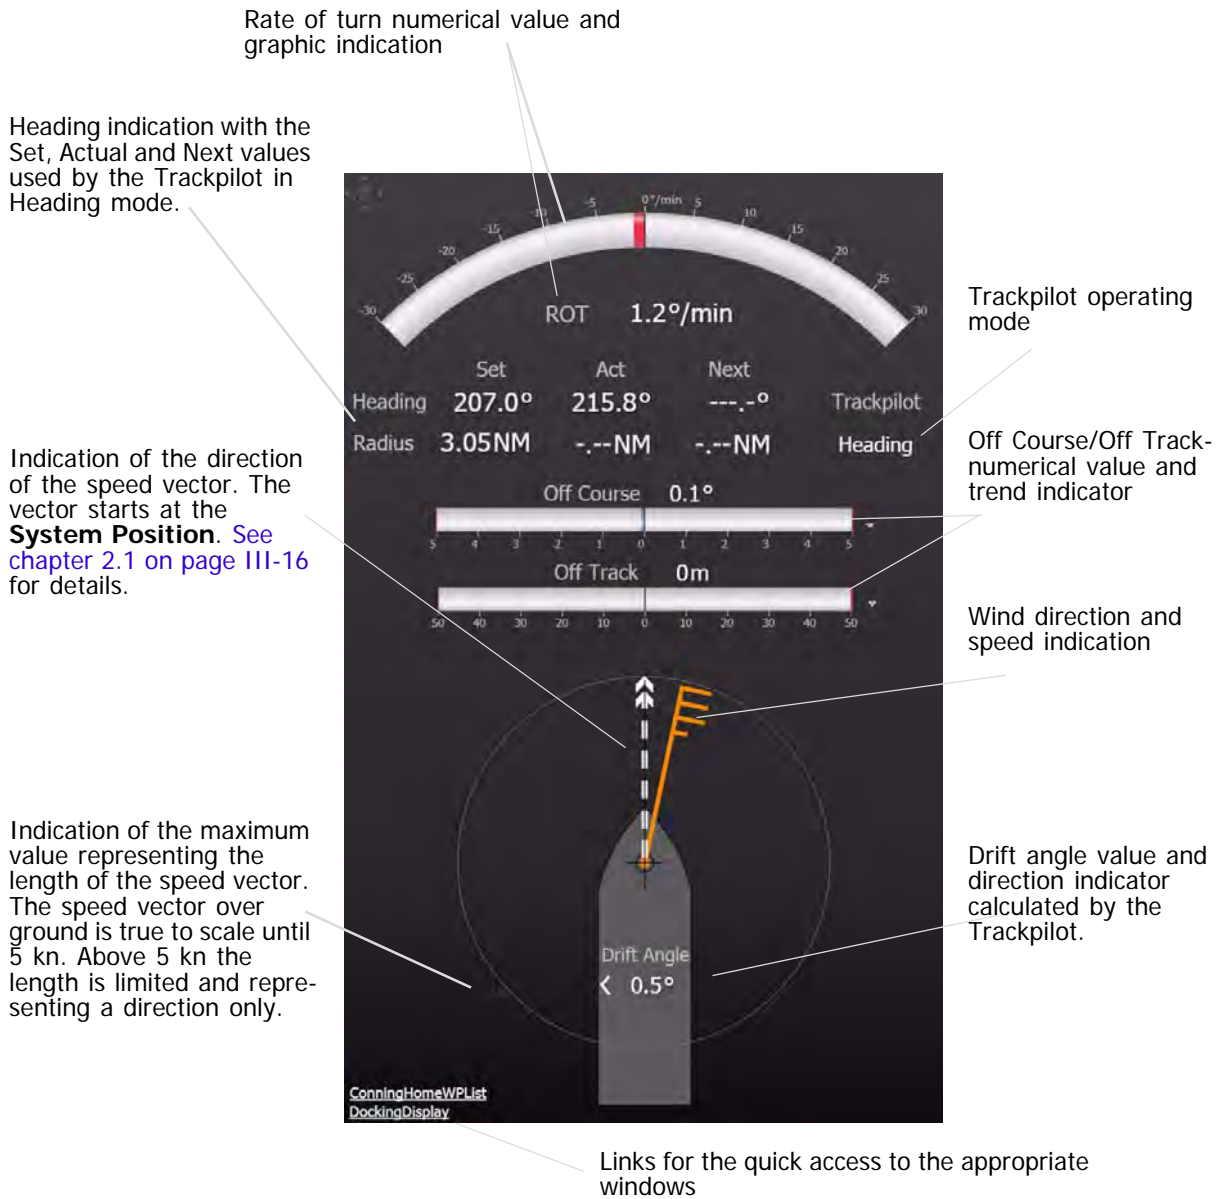 Rate of turn numerical value and
graphic indication
Heading indication with the
Set, Actual and Next values
used by the Trackpilot in
Heading mode.
-30 -25 -20 -15 -10 -5 0°/min 5 10 15 20 25 30
ROT 1.2°/min
Set Act Next
Heading 207.0° 215.8° ---.-° Trackpilot
Radius 3.05NM -.--NM -.--NM Heading
Trackpilot operating
mode
Off Course/Off Track-
numerical value and
trend indicator
Indication of the direction
of the speed vector. The
vector starts at the
System Position. See
chapter 2.1 on page III-16
for details.
Off Course 0.1°
5 4 3 2 1 0 1 2 3 4 5
Off Track 0m
50 40 30 20 10 0 10 20 30 40 50
Wind direction and
speed indication
Indication of the maximum
value representing the
length of the speed vector.
The speed vector over
ground is true to scale until
5 kn. Above 5 kn the
length is limited and repre-
senting a direction only.
Drift angle value and
direction indicator
calculated by the
Trackpilot.
Drift Angle
< 0.5°
ConningHomeWPList
DockingDisplay
Links for the quick access to the appropriate
windows